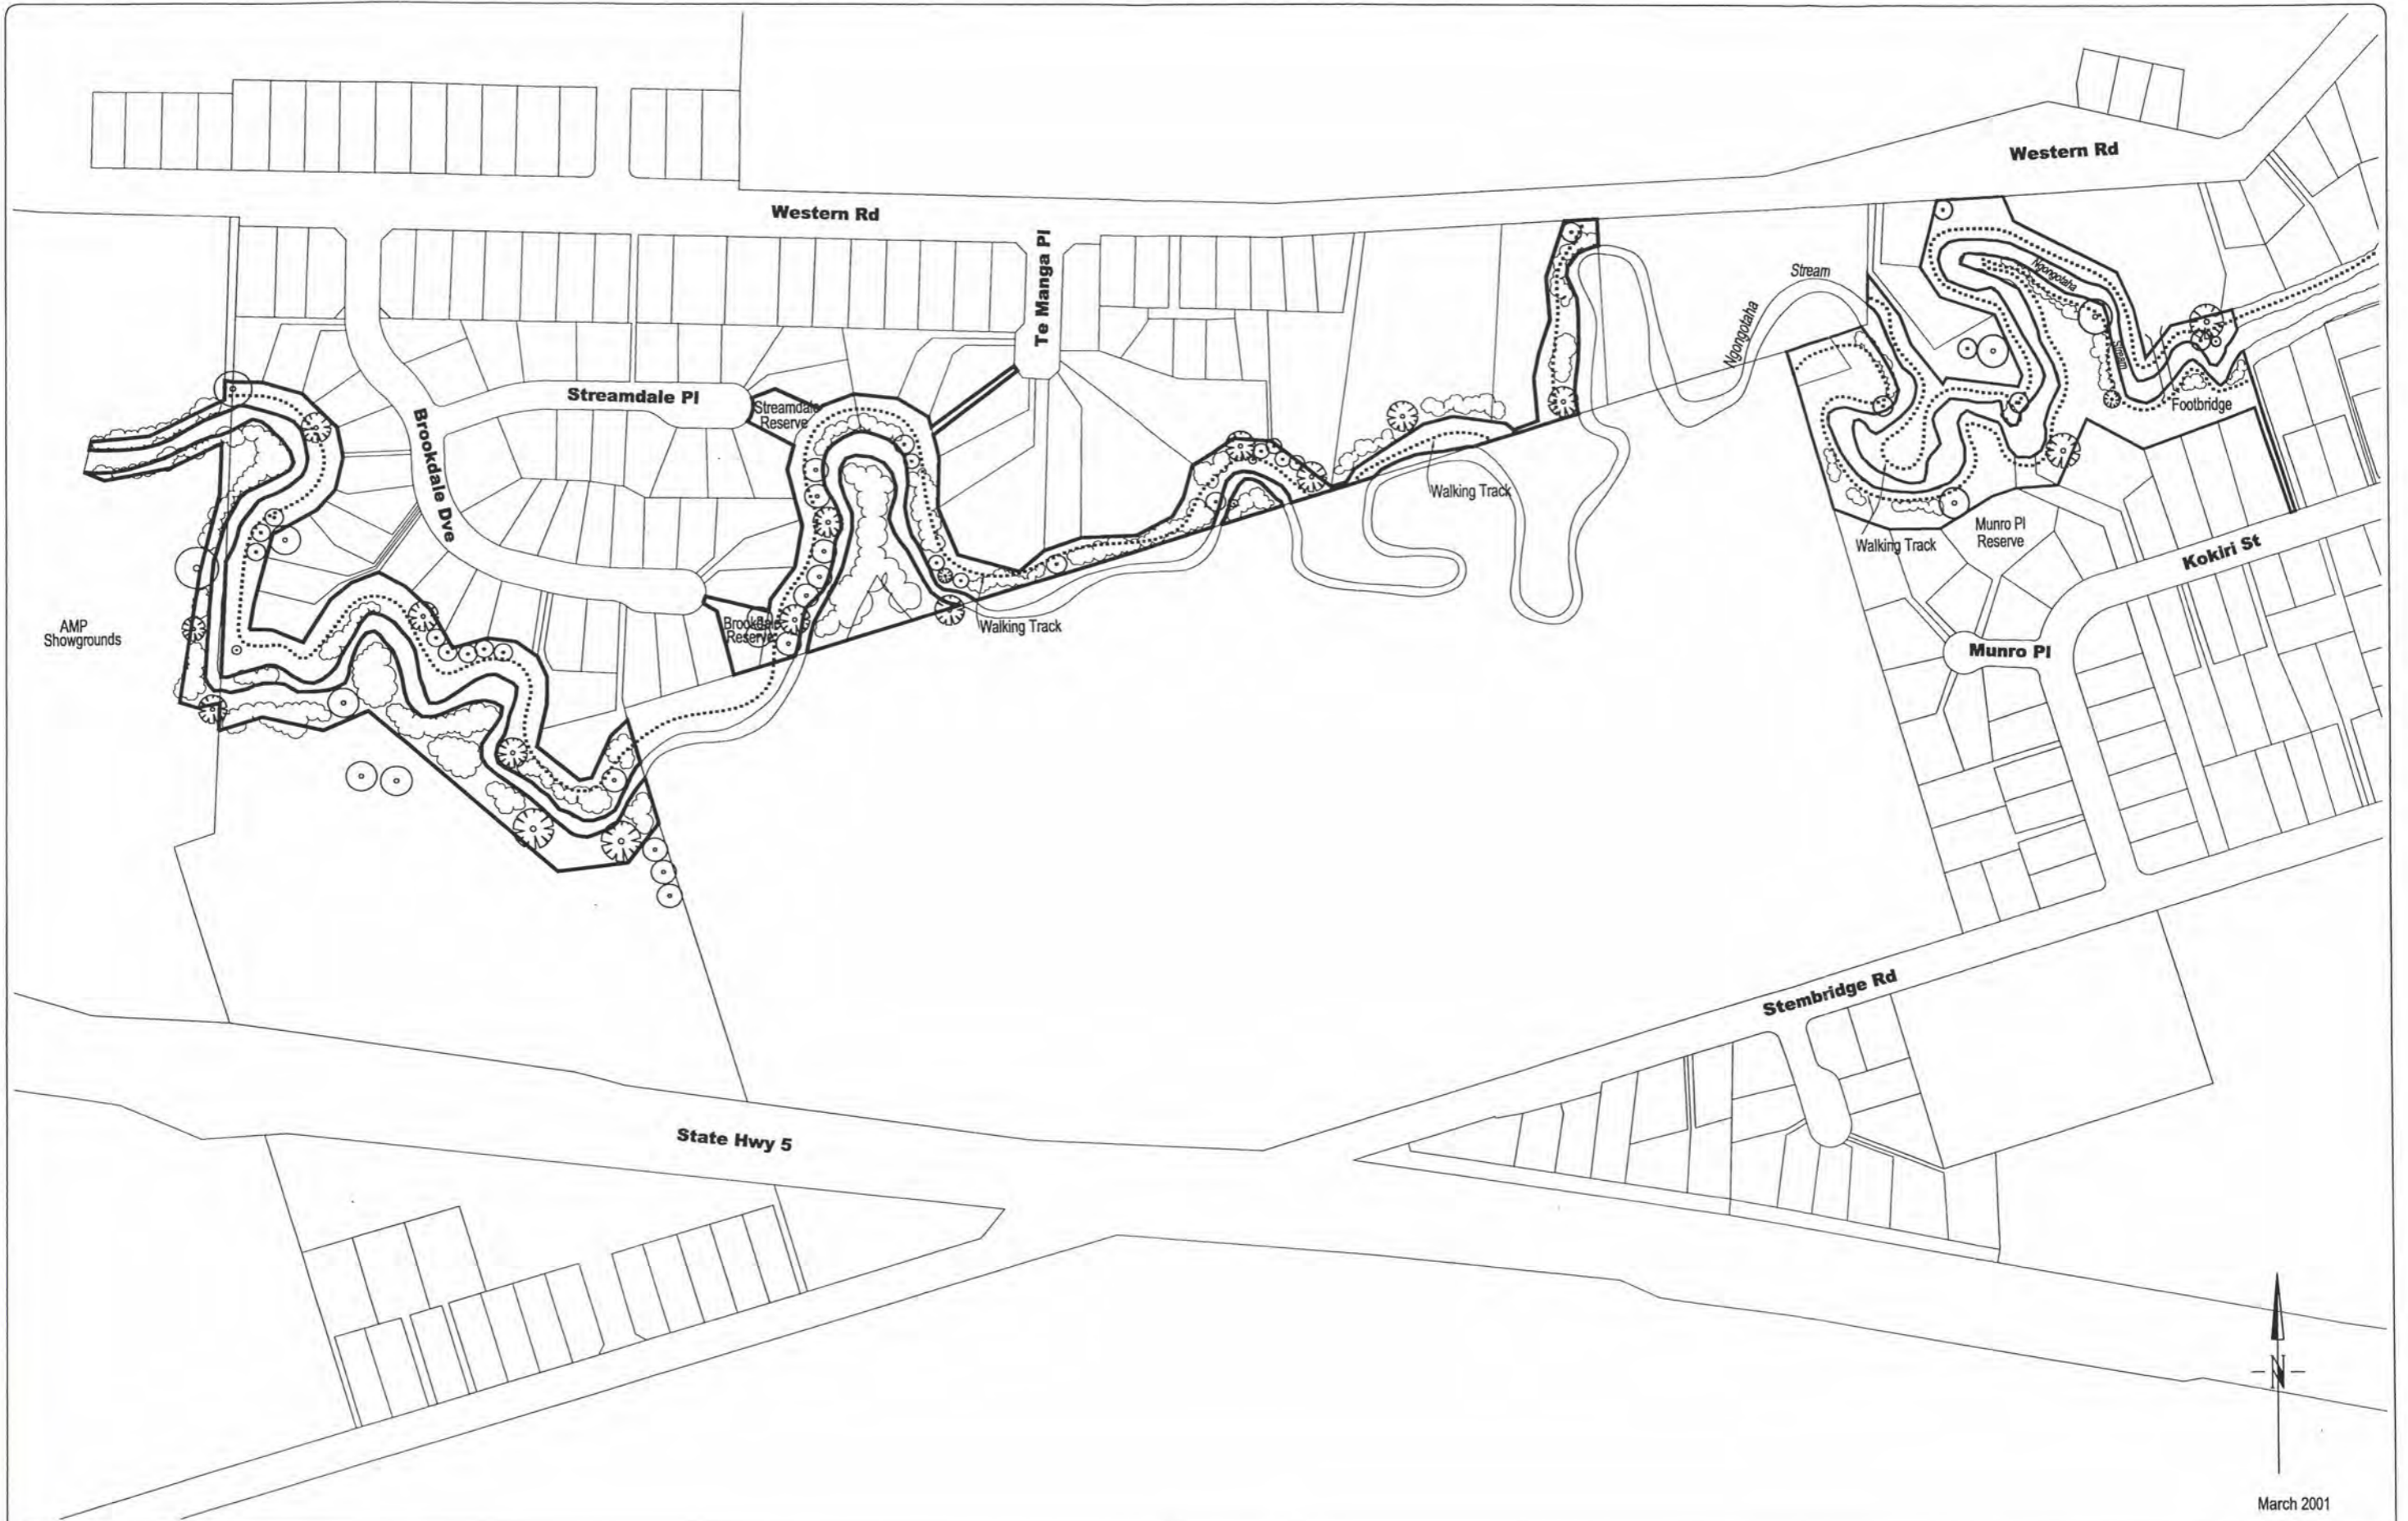 Western Rd
Western Rd
Te Manga Pl
Stream
Ngongotaha
Ngongotaha
Stream
Footbridge
Streamdale Pl
Streamdale
Reserve
Brookdale Dve
Walking Track
Walking Track
Munro Pl
Reserve
Kokiri St
AMP
Showgrounds
Brookdale
Reserve
Walking Track
Munro Pl
Stembridge Rd
State Hwy 5
N
March 2001